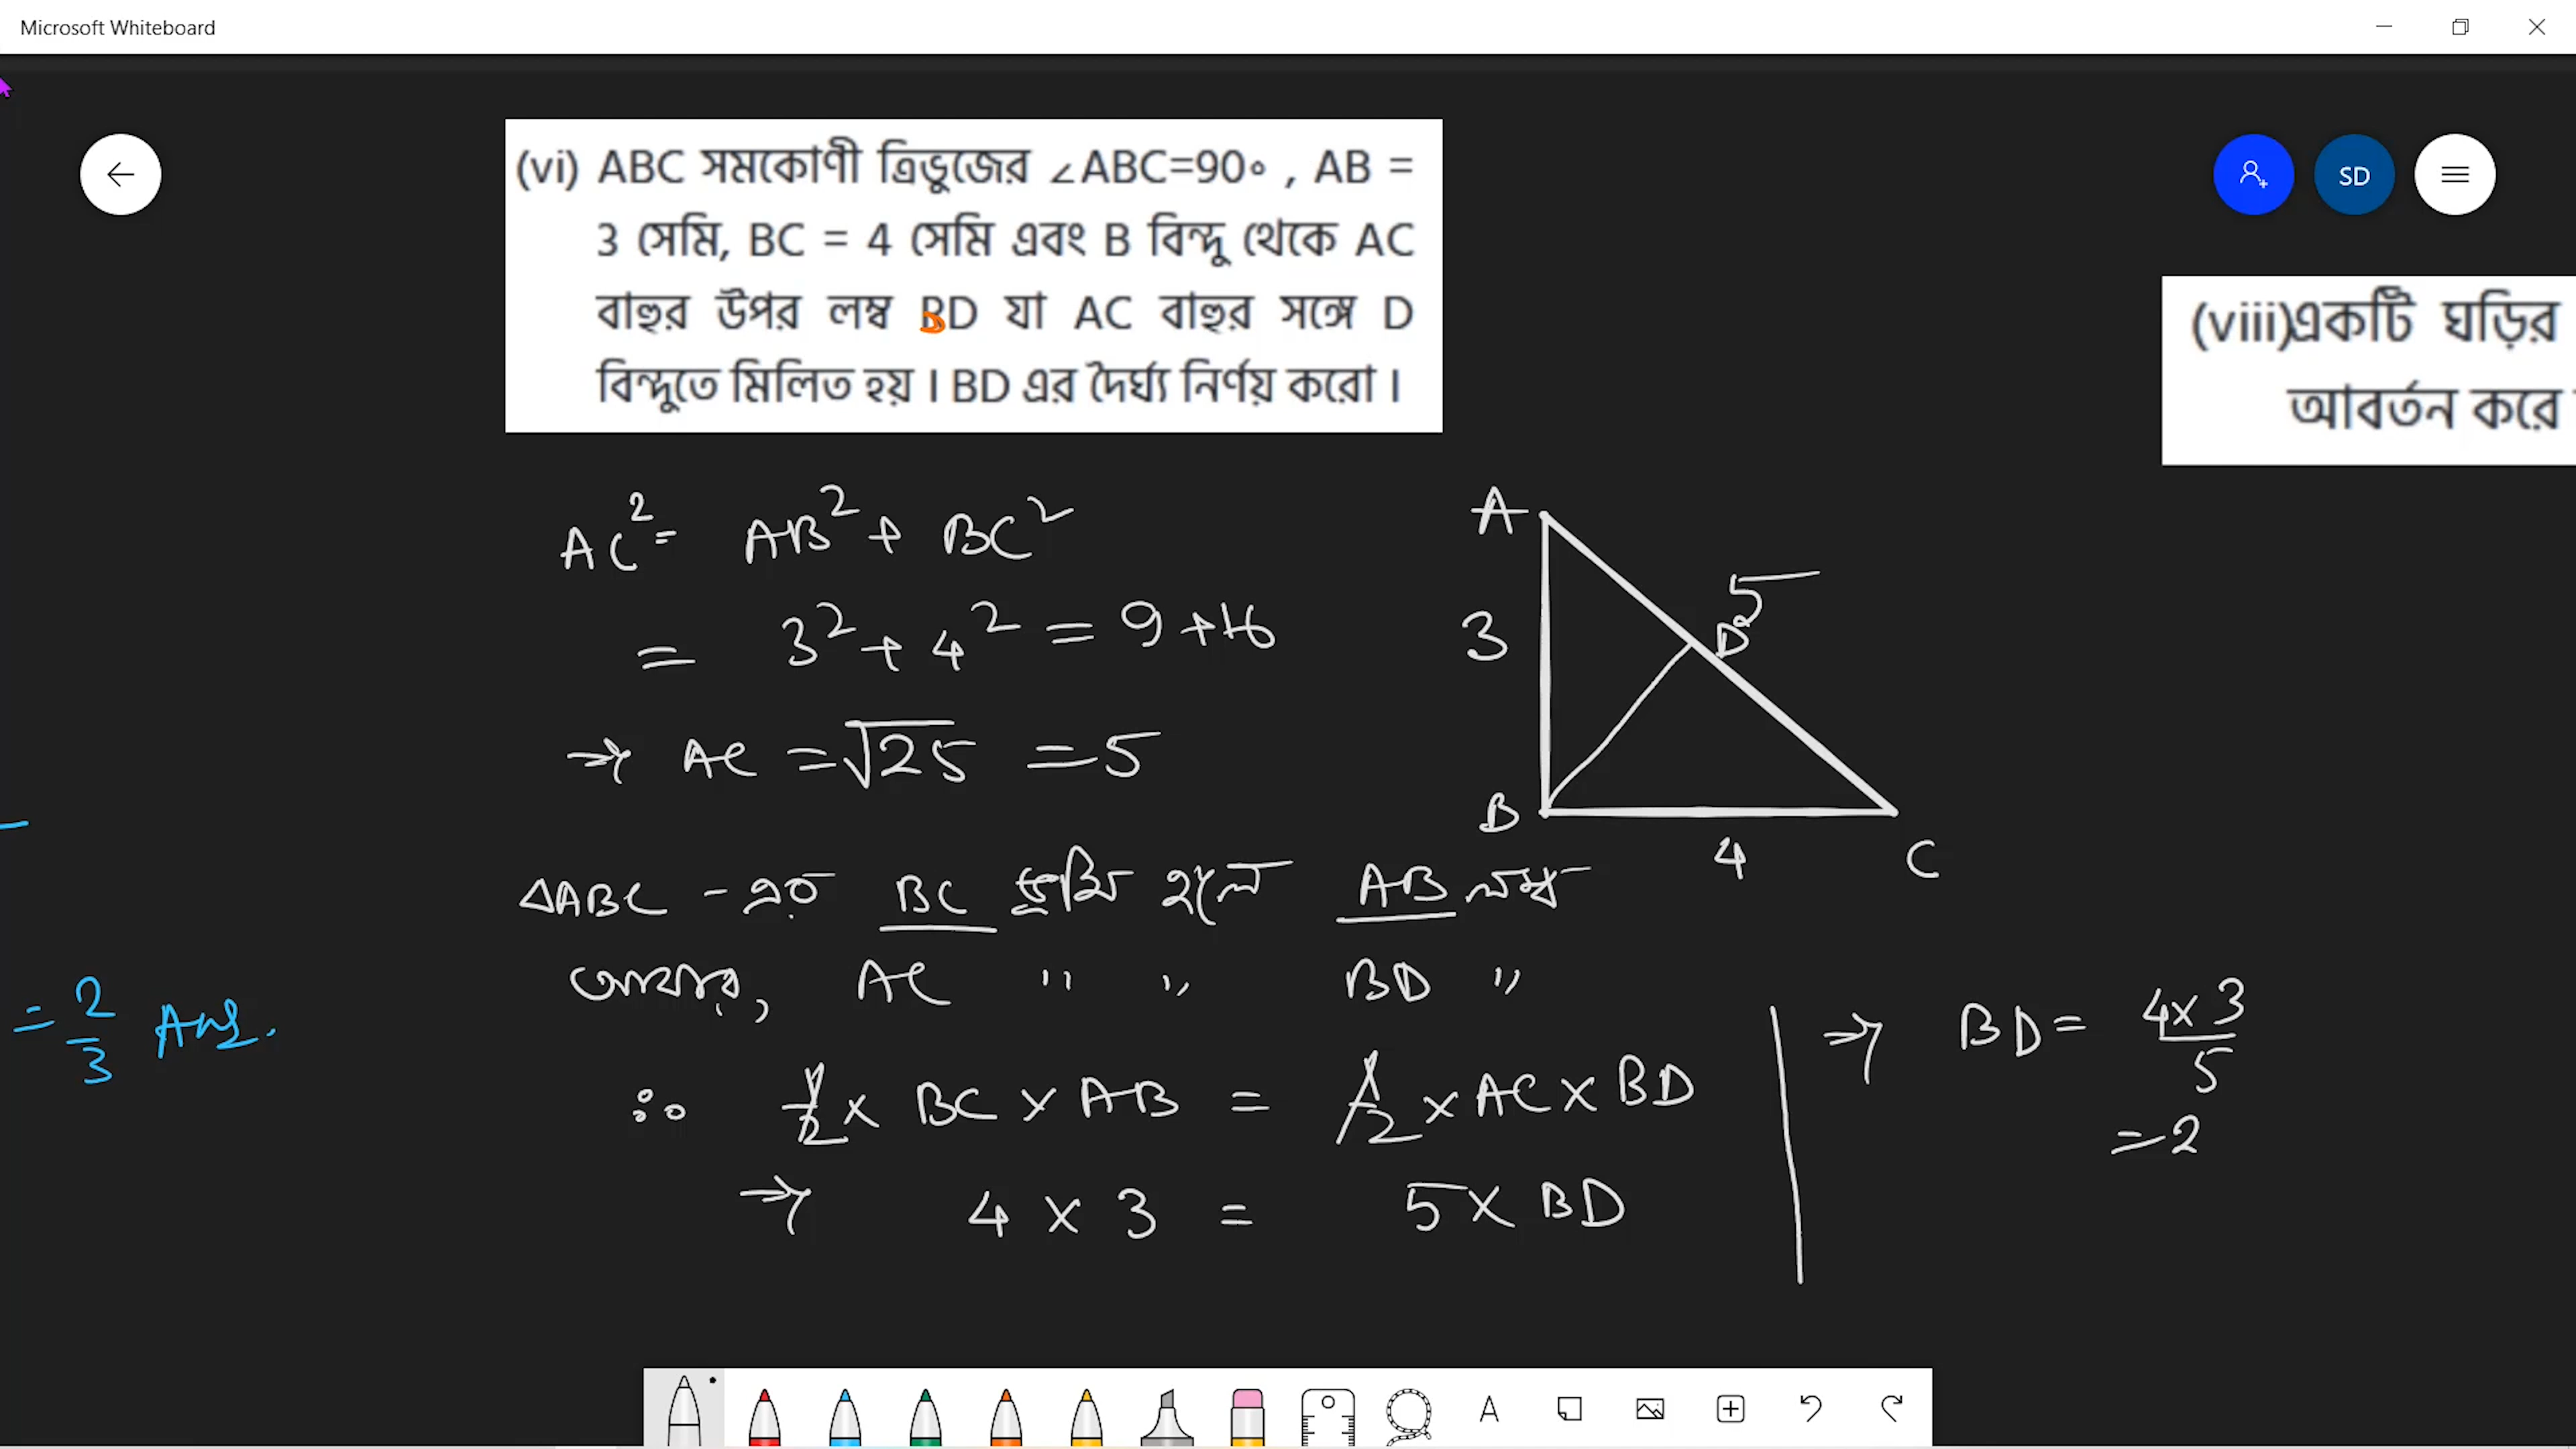 Microsoft Whiteboard
SD
(vi) ABC সমকোণী ত্রিভুজের ∠ABC=90∘ , AB =
3 সেমি, BC = 4 সেমি এবং B বিন্দু থেকে AC
বাহুর উপর লম্ব BD যা AC বাহুর সঙ্গে D
বিন্দুতে মিলিত হয় । BD এর দৈর্ঘ্য নির্ণয় করো ।
(viii)একটি ঘড়ির
আবর্তন করে
AC² = AB² + BC²
= 3² + 4² = 9 + 16
⇒ AC = √25 = 5
A
5
D
3
B
4
C
△ABC - এর BC ভূমি হলে AB লম্ব
আবার, AC " " BD "
∴ 1/2 × BC × AB = 1/2 × AC × BD
⇒ 4 × 3 = 5 × BD
⇒ BD = 4×3/5
= 2
= 2/3 Ans.
A